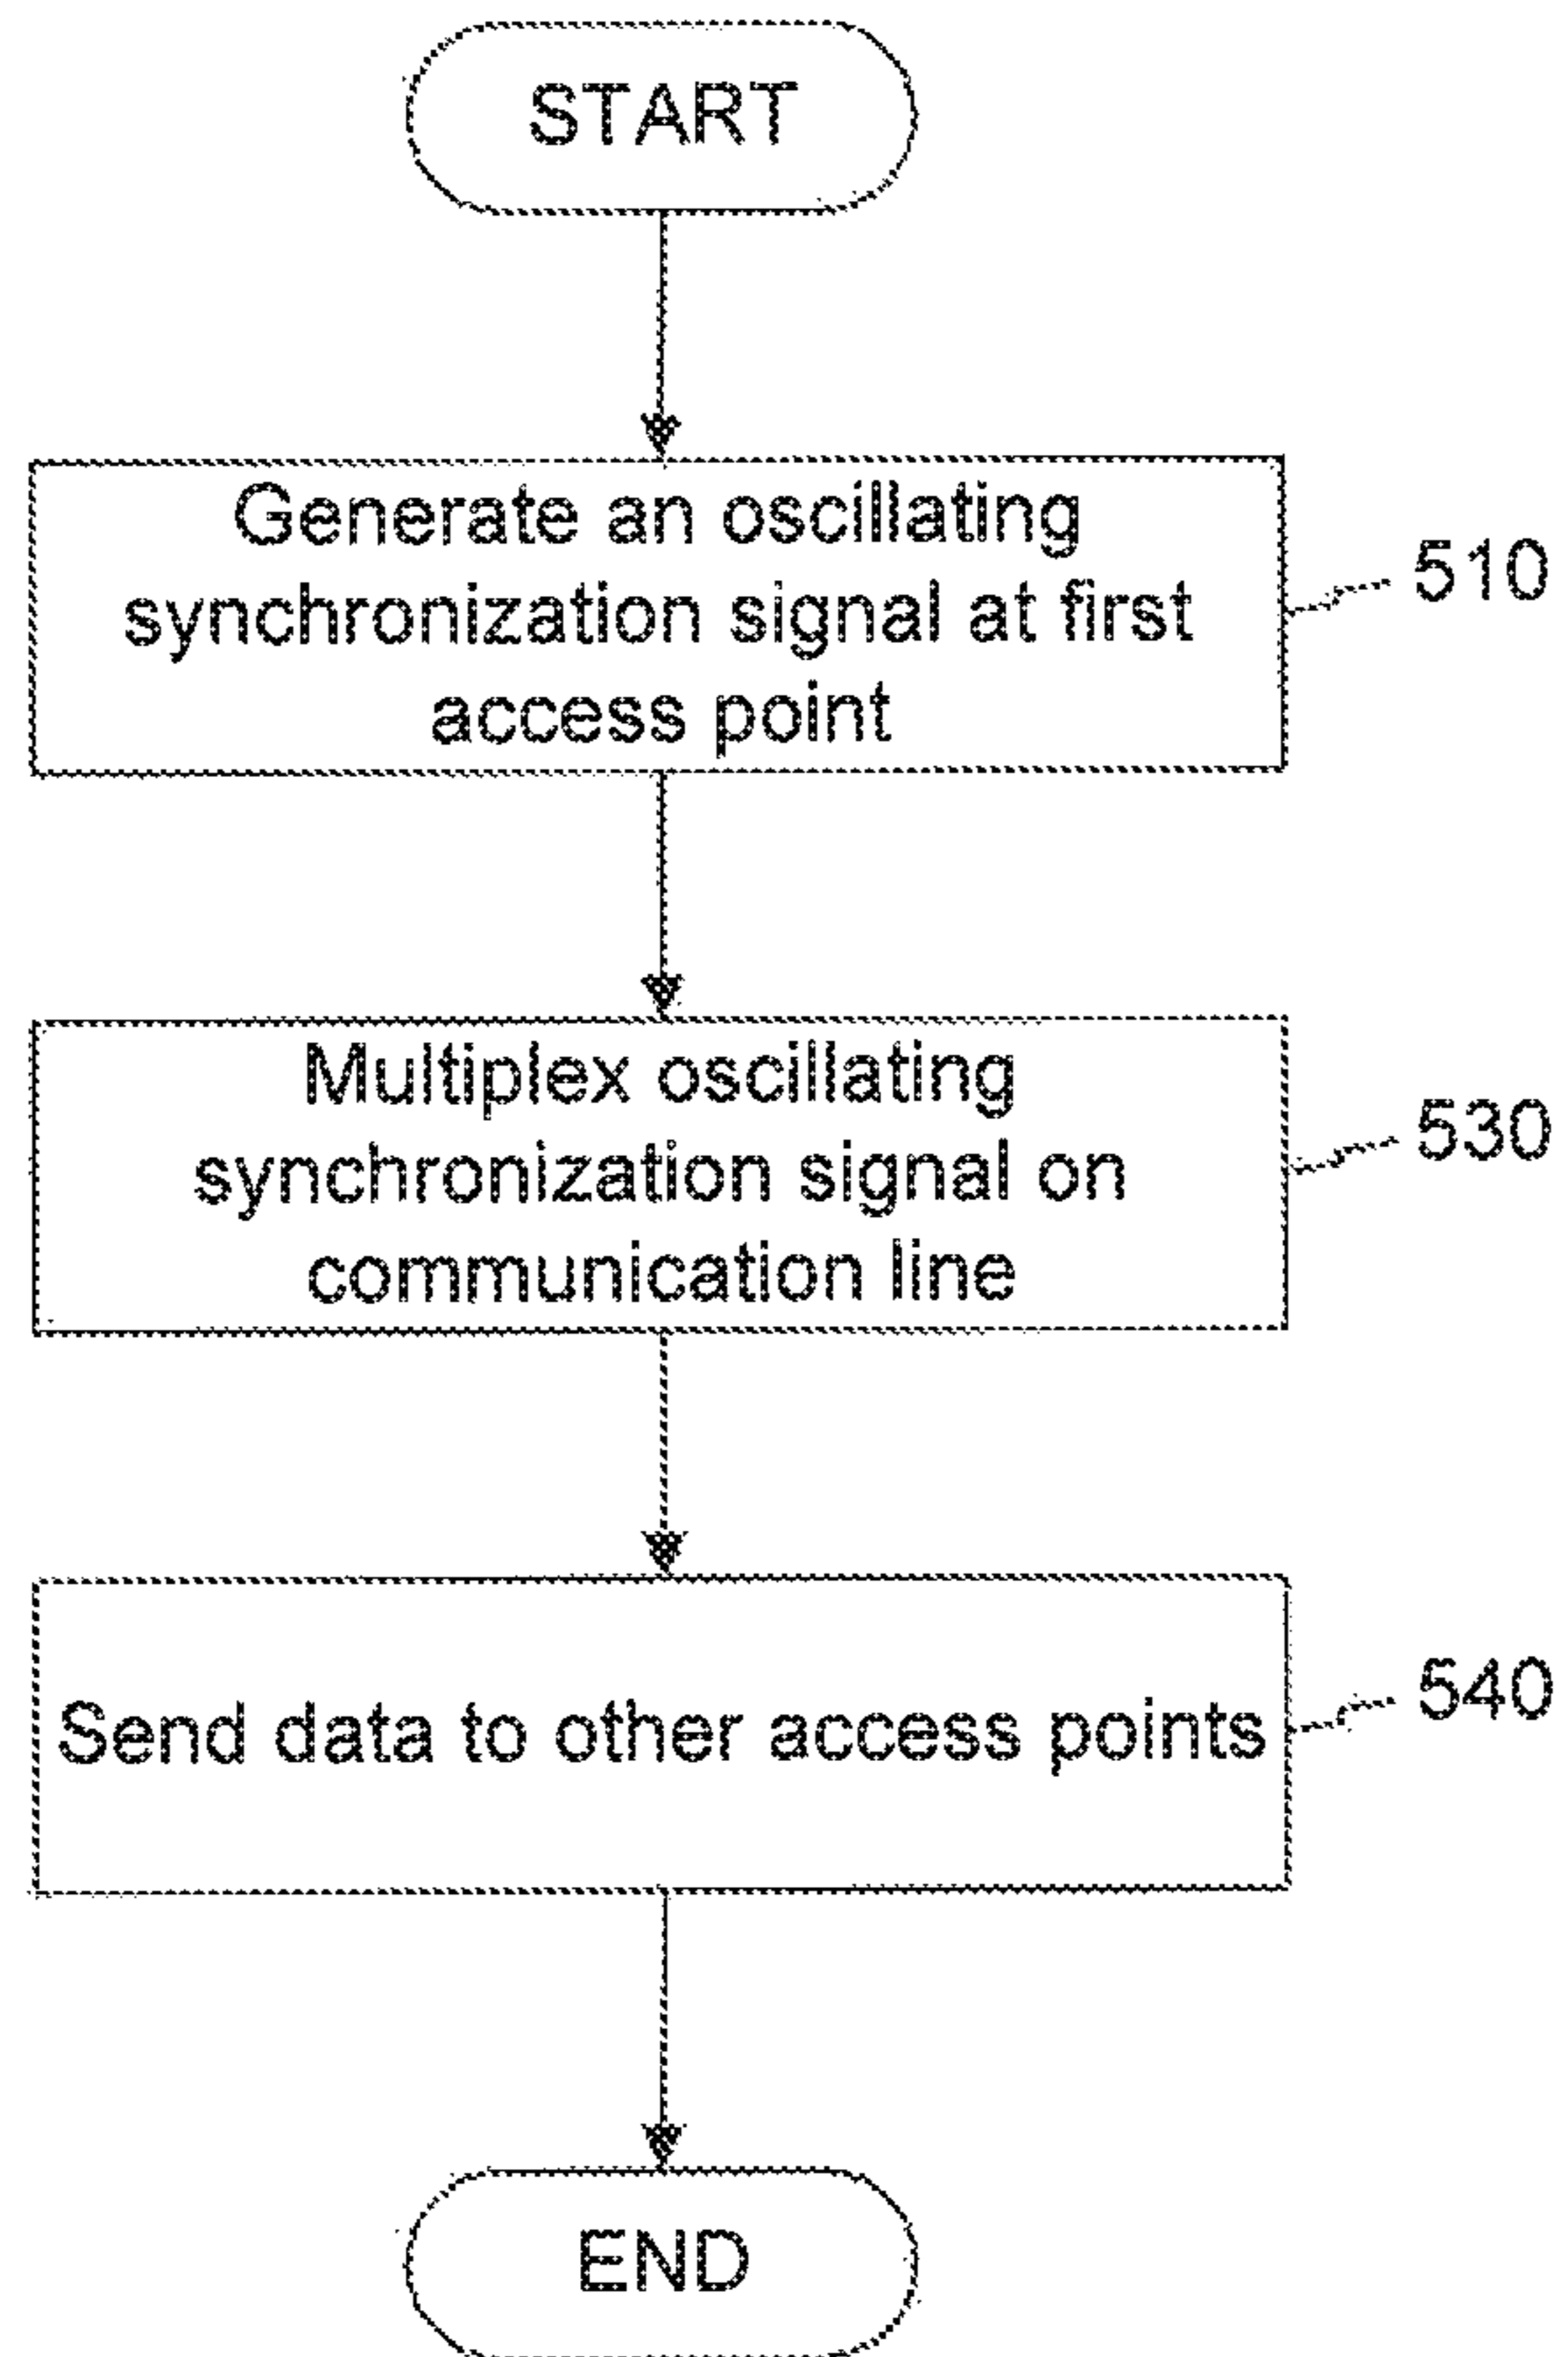 START
Generate an oscillating
synchronization signal at first
access point
510
Multiplex oscillating
synchronization signal on
communication line
530
Send data to other access points
540
END